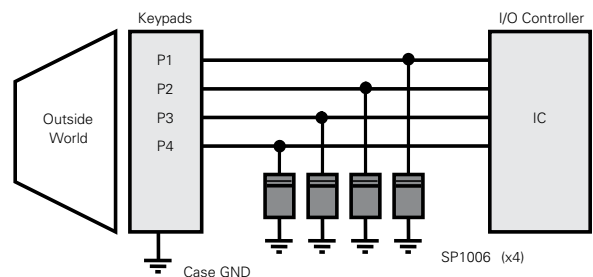 Keypads
I/O Controller
P1
P2
P3
P4
Outside
World
IC
SP1006 (x4)
Case GND